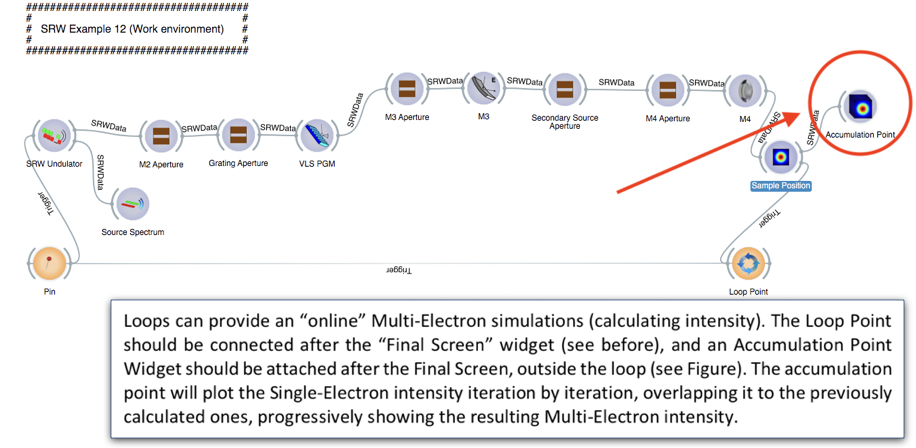 ########################################
# #
# SRW Example 12 (Work environment) #
# #
########################################
SRWData
SRW Undulator
SRWData
M2 Aperture
SRWData
Grating Aperture
SRWData
VLS PGM
SRWData
M3 Aperture
SRWData
M3
SRWData
Secondary Source
Aperture
SRWData
M4 Aperture
SRWData
M4
SRWData
Sample Position
SRWData
Accumulation Point
SRWData
Source Spectrum
Trigger
Trigger
Trigger
Pin
Loop Point
Loops can provide an “online” Multi-Electron simulations (calculating intensity). The Loop Point
should be connected after the “Final Screen” widget (see before), and an Accumulation Point
Widget should be attached after the Final Screen, outside the loop (see Figure). The accumulation
point will plot the Single-Electron intensity iteration by iteration, overlapping it to the previously
calculated ones, progressively showing the resulting Multi-Electron intensity.